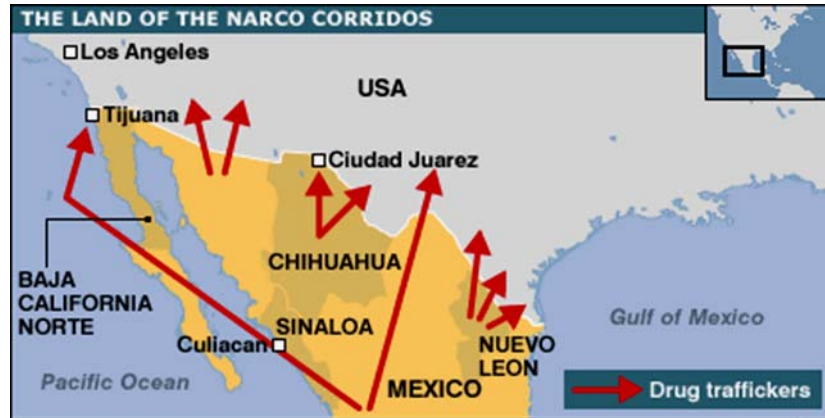 THE LAND OF THE NARCO CORRIDOS
Los Angeles
USA
Tijuana
Ciudad Juarez
CHIHUAHUA
BAJA
CALIFORNIA
NORTE
SINALOA
Culiacan
NUEVO
LEON
Gulf of Mexico
Pacific Ocean
MEXICO
Drug traffickers